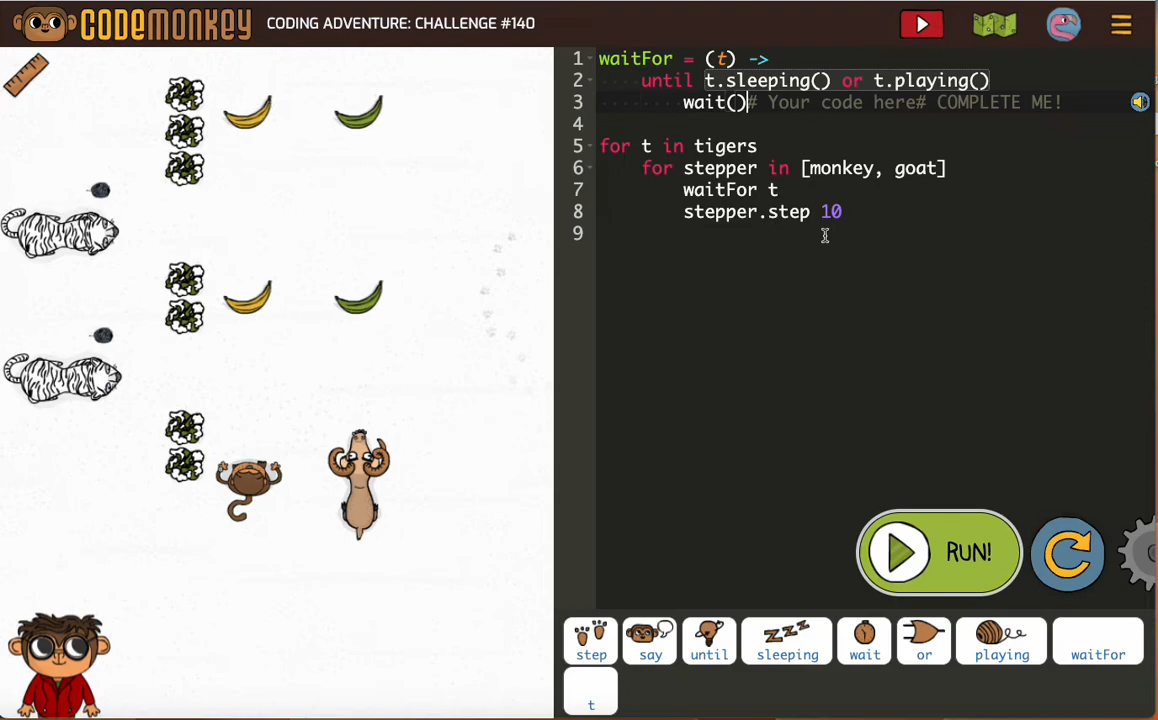 CODEMONKEY CODING ADVENTURE: CHALLENGE #140
1 waitFor = (t) ->
2 until t.sleeping() or t.playing()
3 wait()# Your code here# COMPLETE ME!
4
5 for t in tigers
6 for stepper in [monkey, goat]
7 waitFor t
8 stepper.step 10
9
RUN!
step say until sleeping wait or playing waitFor
t